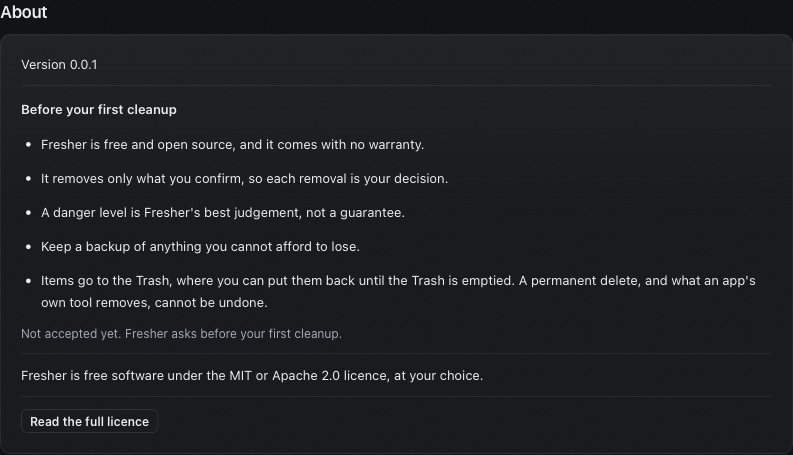 About
Version 0.0.1
Before your first cleanup
• Fresher is free and open source, and it comes with no warranty.
• It removes only what you confirm, so each removal is your decision.
• A danger level is Fresher's best judgement, not a guarantee.
• Keep a backup of anything you cannot afford to lose.
• Items go to the Trash, where you can put them back until the Trash is emptied. A permanent delete, and what an app's
own tool removes, cannot be undone.
Not accepted yet. Fresher asks before your first cleanup.
Fresher is free software under the MIT or Apache 2.0 licence, at your choice.
Read the full licence